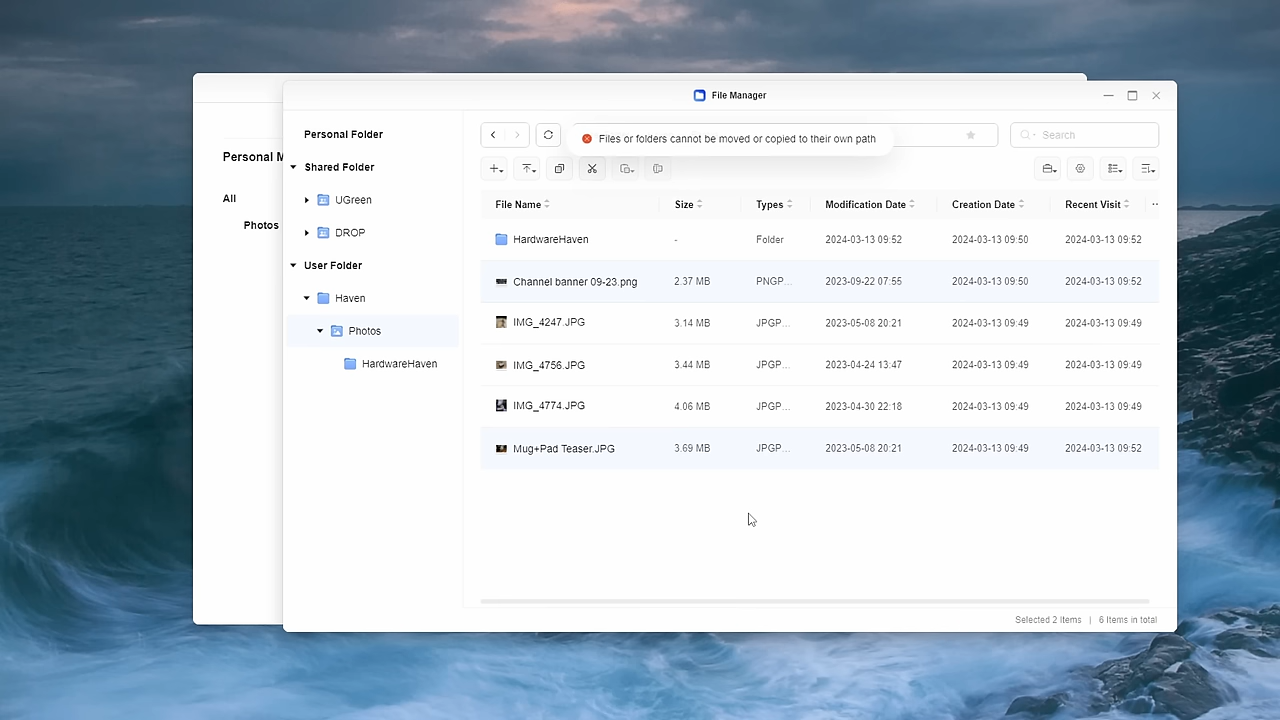 File Manager
Personal Folder
Files or folders cannot be moved or copied to their own path
Search
Personal M
Shared Folder
All
UGreen
File Name Size Types Modification Date Creation Date Recent Visit ··
Photos
DROP
HardwareHaven - Folder 2024-03-13 09:52 2024-03-13 09:50 2024-03-13 09:52
User Folder
Channel banner 09-23.png 2.37 MB PNGP... 2023-09-22 07:55 2024-03-13 09:50 2024-03-13 09:52
Haven
IMG_4247.JPG 3.14 MB JPGP... 2023-05-08 20:21 2024-03-13 09:49 2024-03-13 09:49
Photos
HardwareHaven
IMG_4756.JPG 3.44 MB JPGP... 2023-04-24 13:47 2024-03-13 09:49 2024-03-13 09:49
IMG_4774.JPG 4.06 MB JPGP... 2023-04-30 22:18 2024-03-13 09:49 2024-03-13 09:49
Mug+Pad Teaser.JPG 3.69 MB JPGP... 2023-05-08 20:21 2024-03-13 09:49 2024-03-13 09:52
Selected 2 Items | 6 Items in total